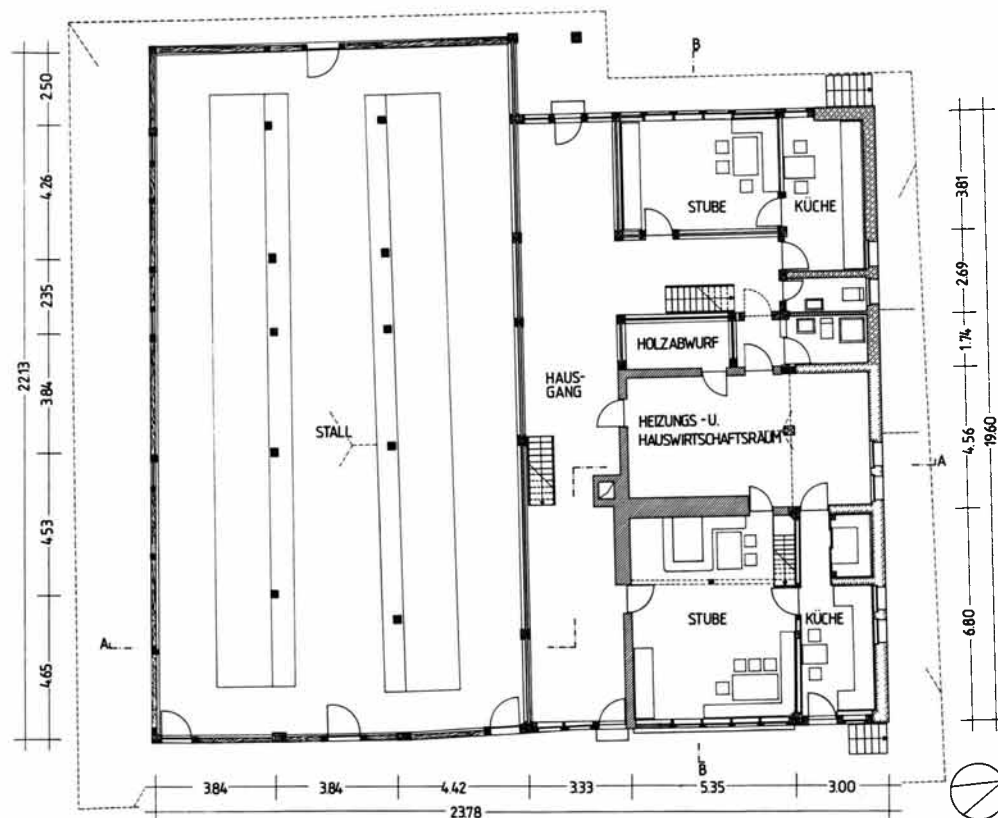 B
2.50
4.26
2.35
3.84
4.53
4.65
22.13
STALL
HAUS-
GANG
STUBE
KÜCHE
HOLZABWURF
HEIZUNGS - U.
HAUSWIRTSCHAFTSRAUM
STUBE
KÜCHE
A
A
3.81
2.69
1.74
4.56
6.80
19.60
B
3.84
3.84
4.42
3.33
5.35
3.00
23.78